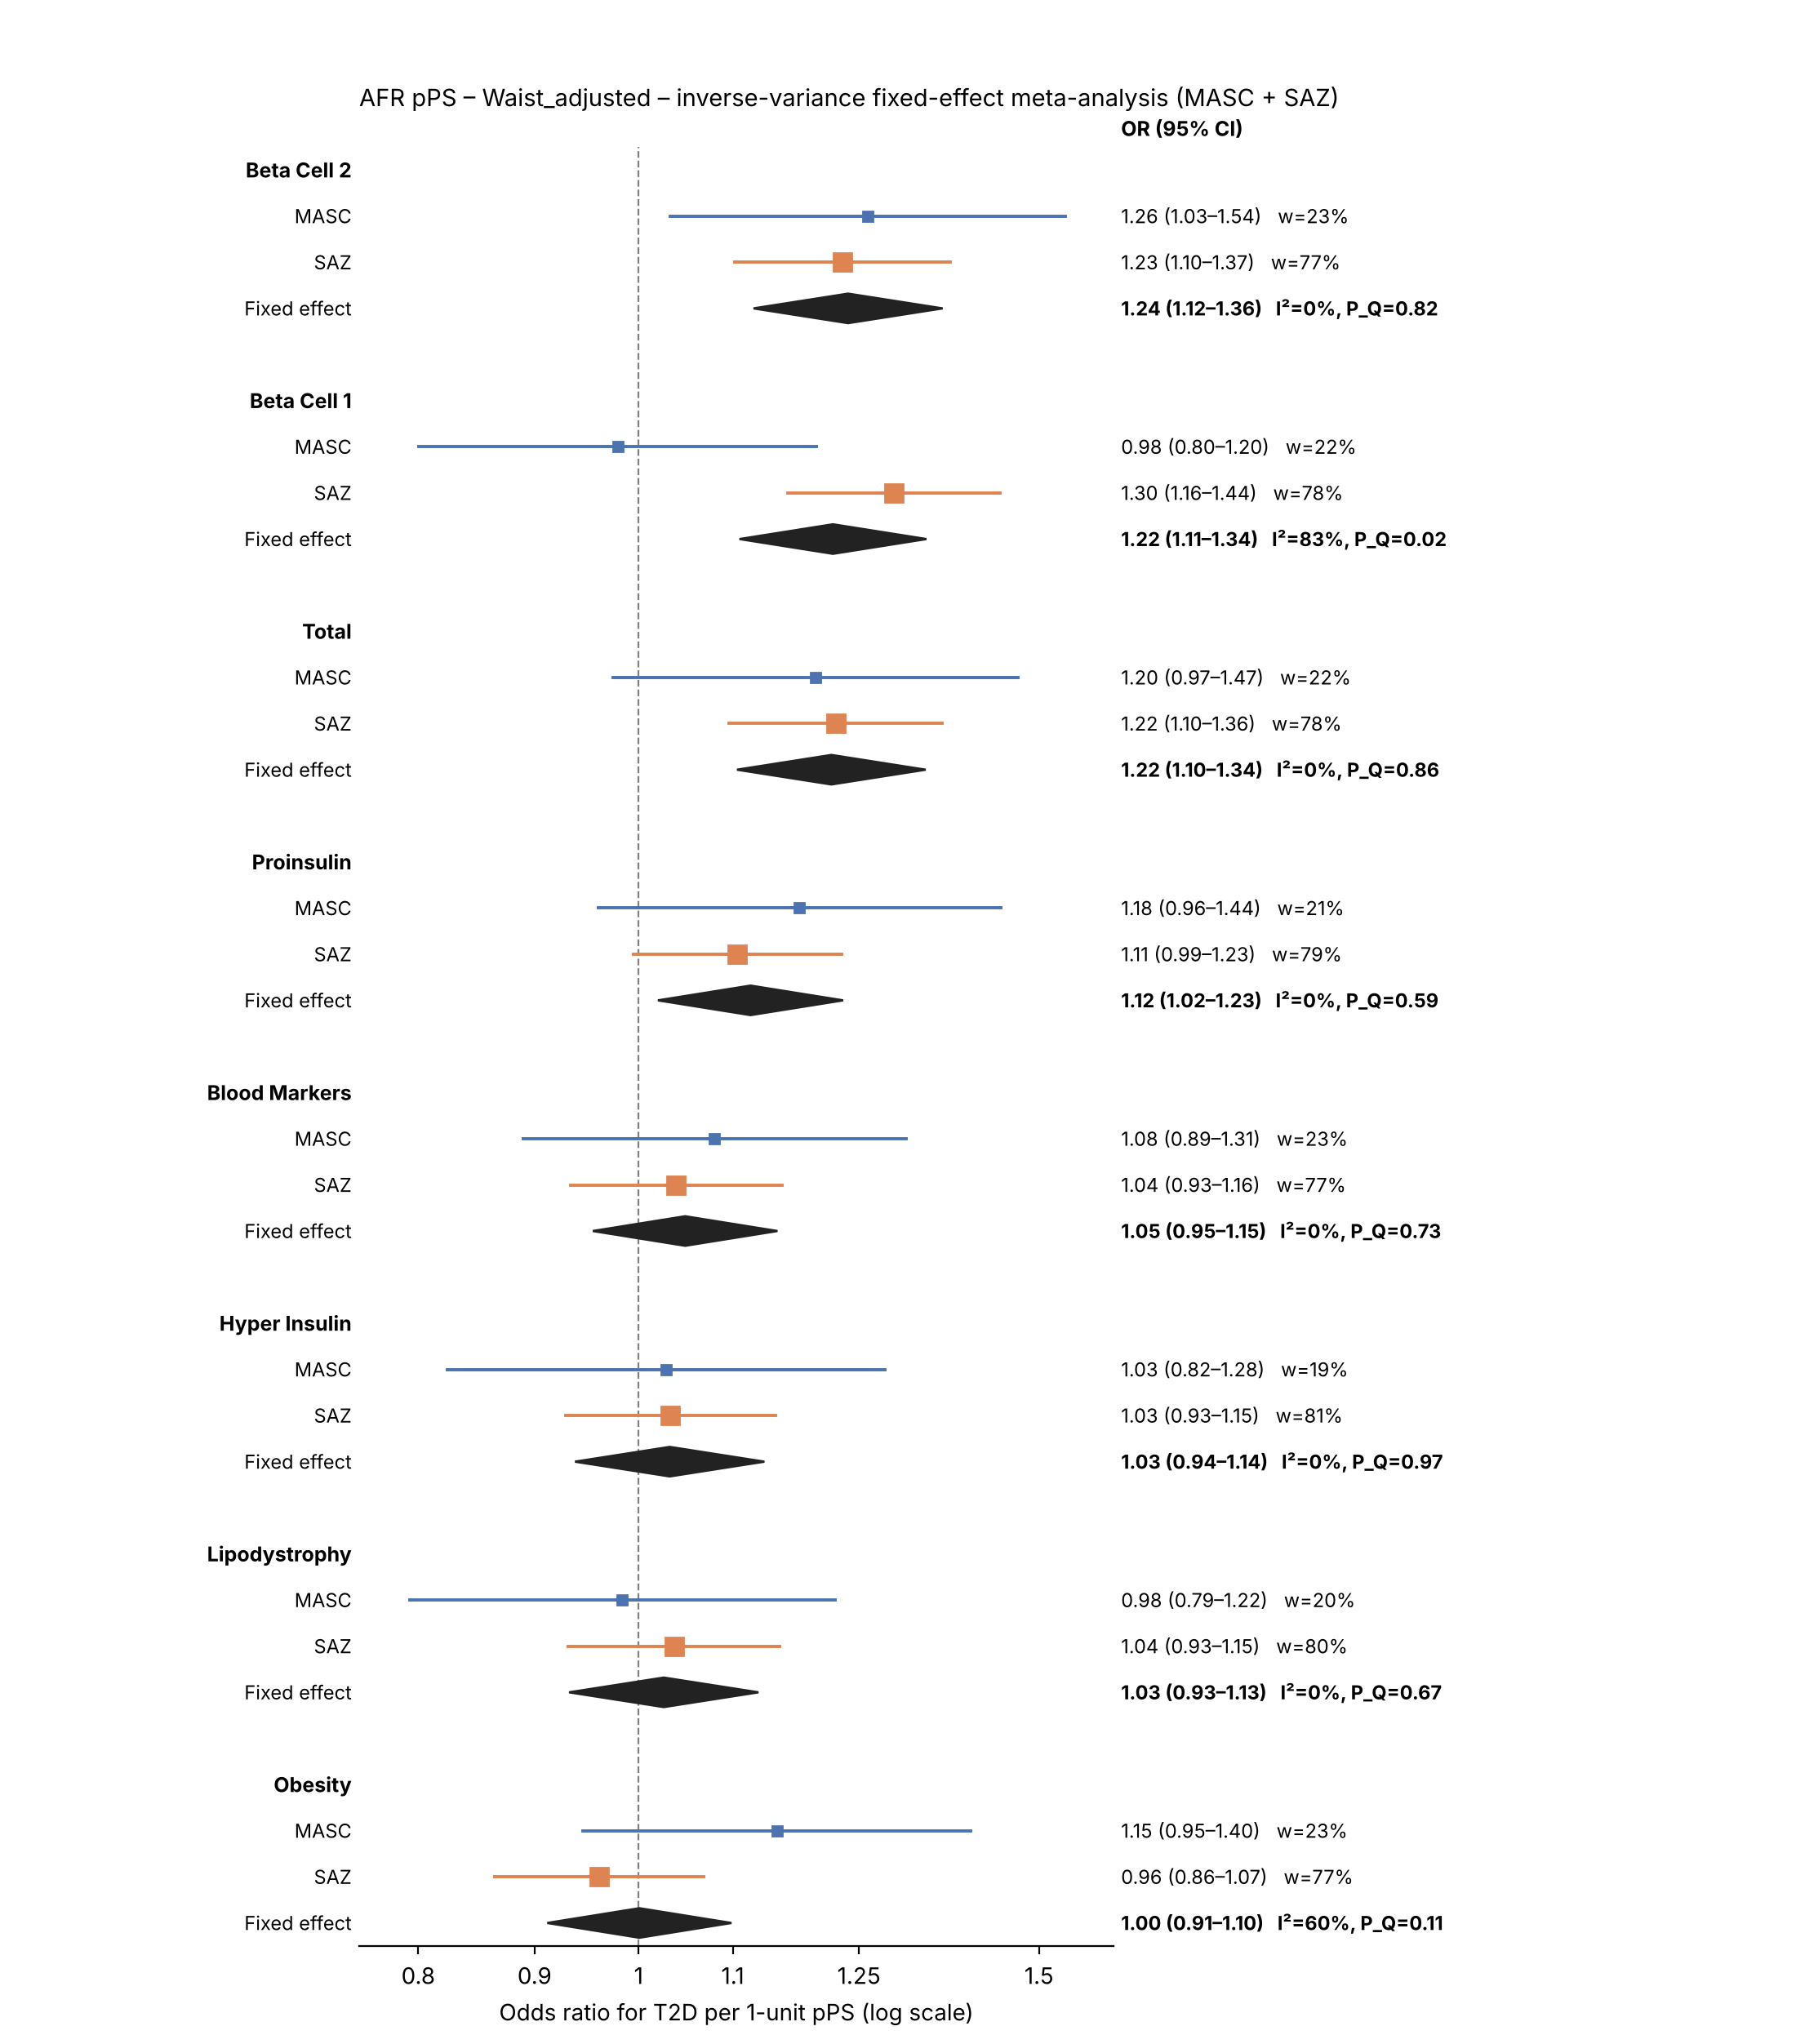 AFR pPS – Waist_adjusted – inverse-variance fixed-effect meta-analysis (MASC + SAZ)
OR (95% CI)
Beta Cell 2
MASC 1.26 (1.03–1.54) w=23%
SAZ 1.23 (1.10–1.37) w=77%
Fixed effect 1.24 (1.12–1.36) I²=0%, P_Q=0.82
Beta Cell 1
MASC 0.98 (0.80–1.20) w=22%
SAZ 1.30 (1.16–1.44) w=78%
Fixed effect 1.22 (1.11–1.34) I²=83%, P_Q=0.02
Total
MASC 1.20 (0.97–1.47) w=22%
SAZ 1.22 (1.10–1.36) w=78%
Fixed effect 1.22 (1.10–1.34) I²=0%, P_Q=0.86
Proinsulin
MASC 1.18 (0.96–1.44) w=21%
SAZ 1.11 (0.99–1.23) w=79%
Fixed effect 1.12 (1.02–1.23) I²=0%, P_Q=0.59
Blood Markers
MASC 1.08 (0.89–1.31) w=23%
SAZ 1.04 (0.93–1.16) w=77%
Fixed effect 1.05 (0.95–1.15) I²=0%, P_Q=0.73
Hyper Insulin
MASC 1.03 (0.82–1.28) w=19%
SAZ 1.03 (0.93–1.15) w=81%
Fixed effect 1.03 (0.94–1.14) I²=0%, P_Q=0.97
Lipodystrophy
MASC 0.98 (0.79–1.22) w=20%
SAZ 1.04 (0.93–1.15) w=80%
Fixed effect 1.03 (0.93–1.13) I²=0%, P_Q=0.67
Obesity
MASC 1.15 (0.95–1.40) w=23%
SAZ 0.96 (0.86–1.07) w=77%
Fixed effect 1.00 (0.91–1.10) I²=60%, P_Q=0.11
0.8 0.9 1 1.1 1.25 1.5
Odds ratio for T2D per 1-unit pPS (log scale)